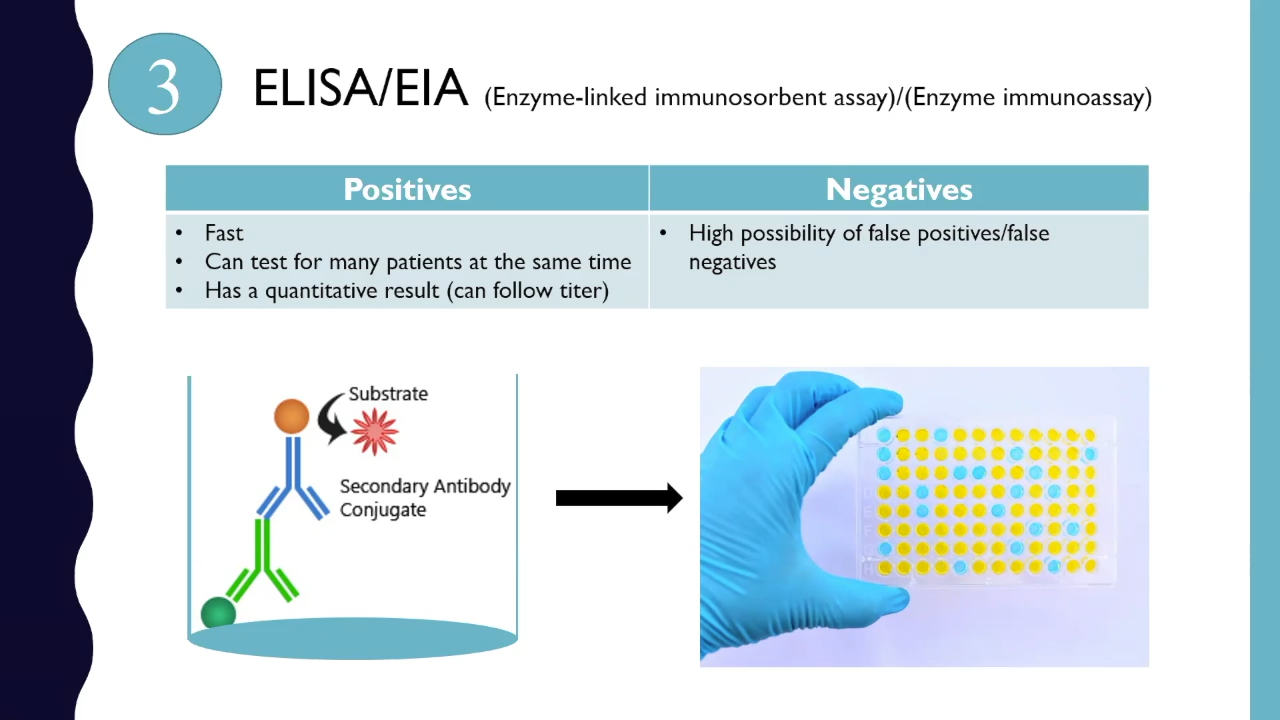 3
ELISA/EIA (Enzyme-linked immunosorbent assay)/(Enzyme immunoassay)
Positives
Negatives
• Fast
• Can test for many patients at the same time
• Has a quantitative result (can follow titer)
• High possibility of false positives/false
negatives
Substrate
Secondary Antibody
Conjugate